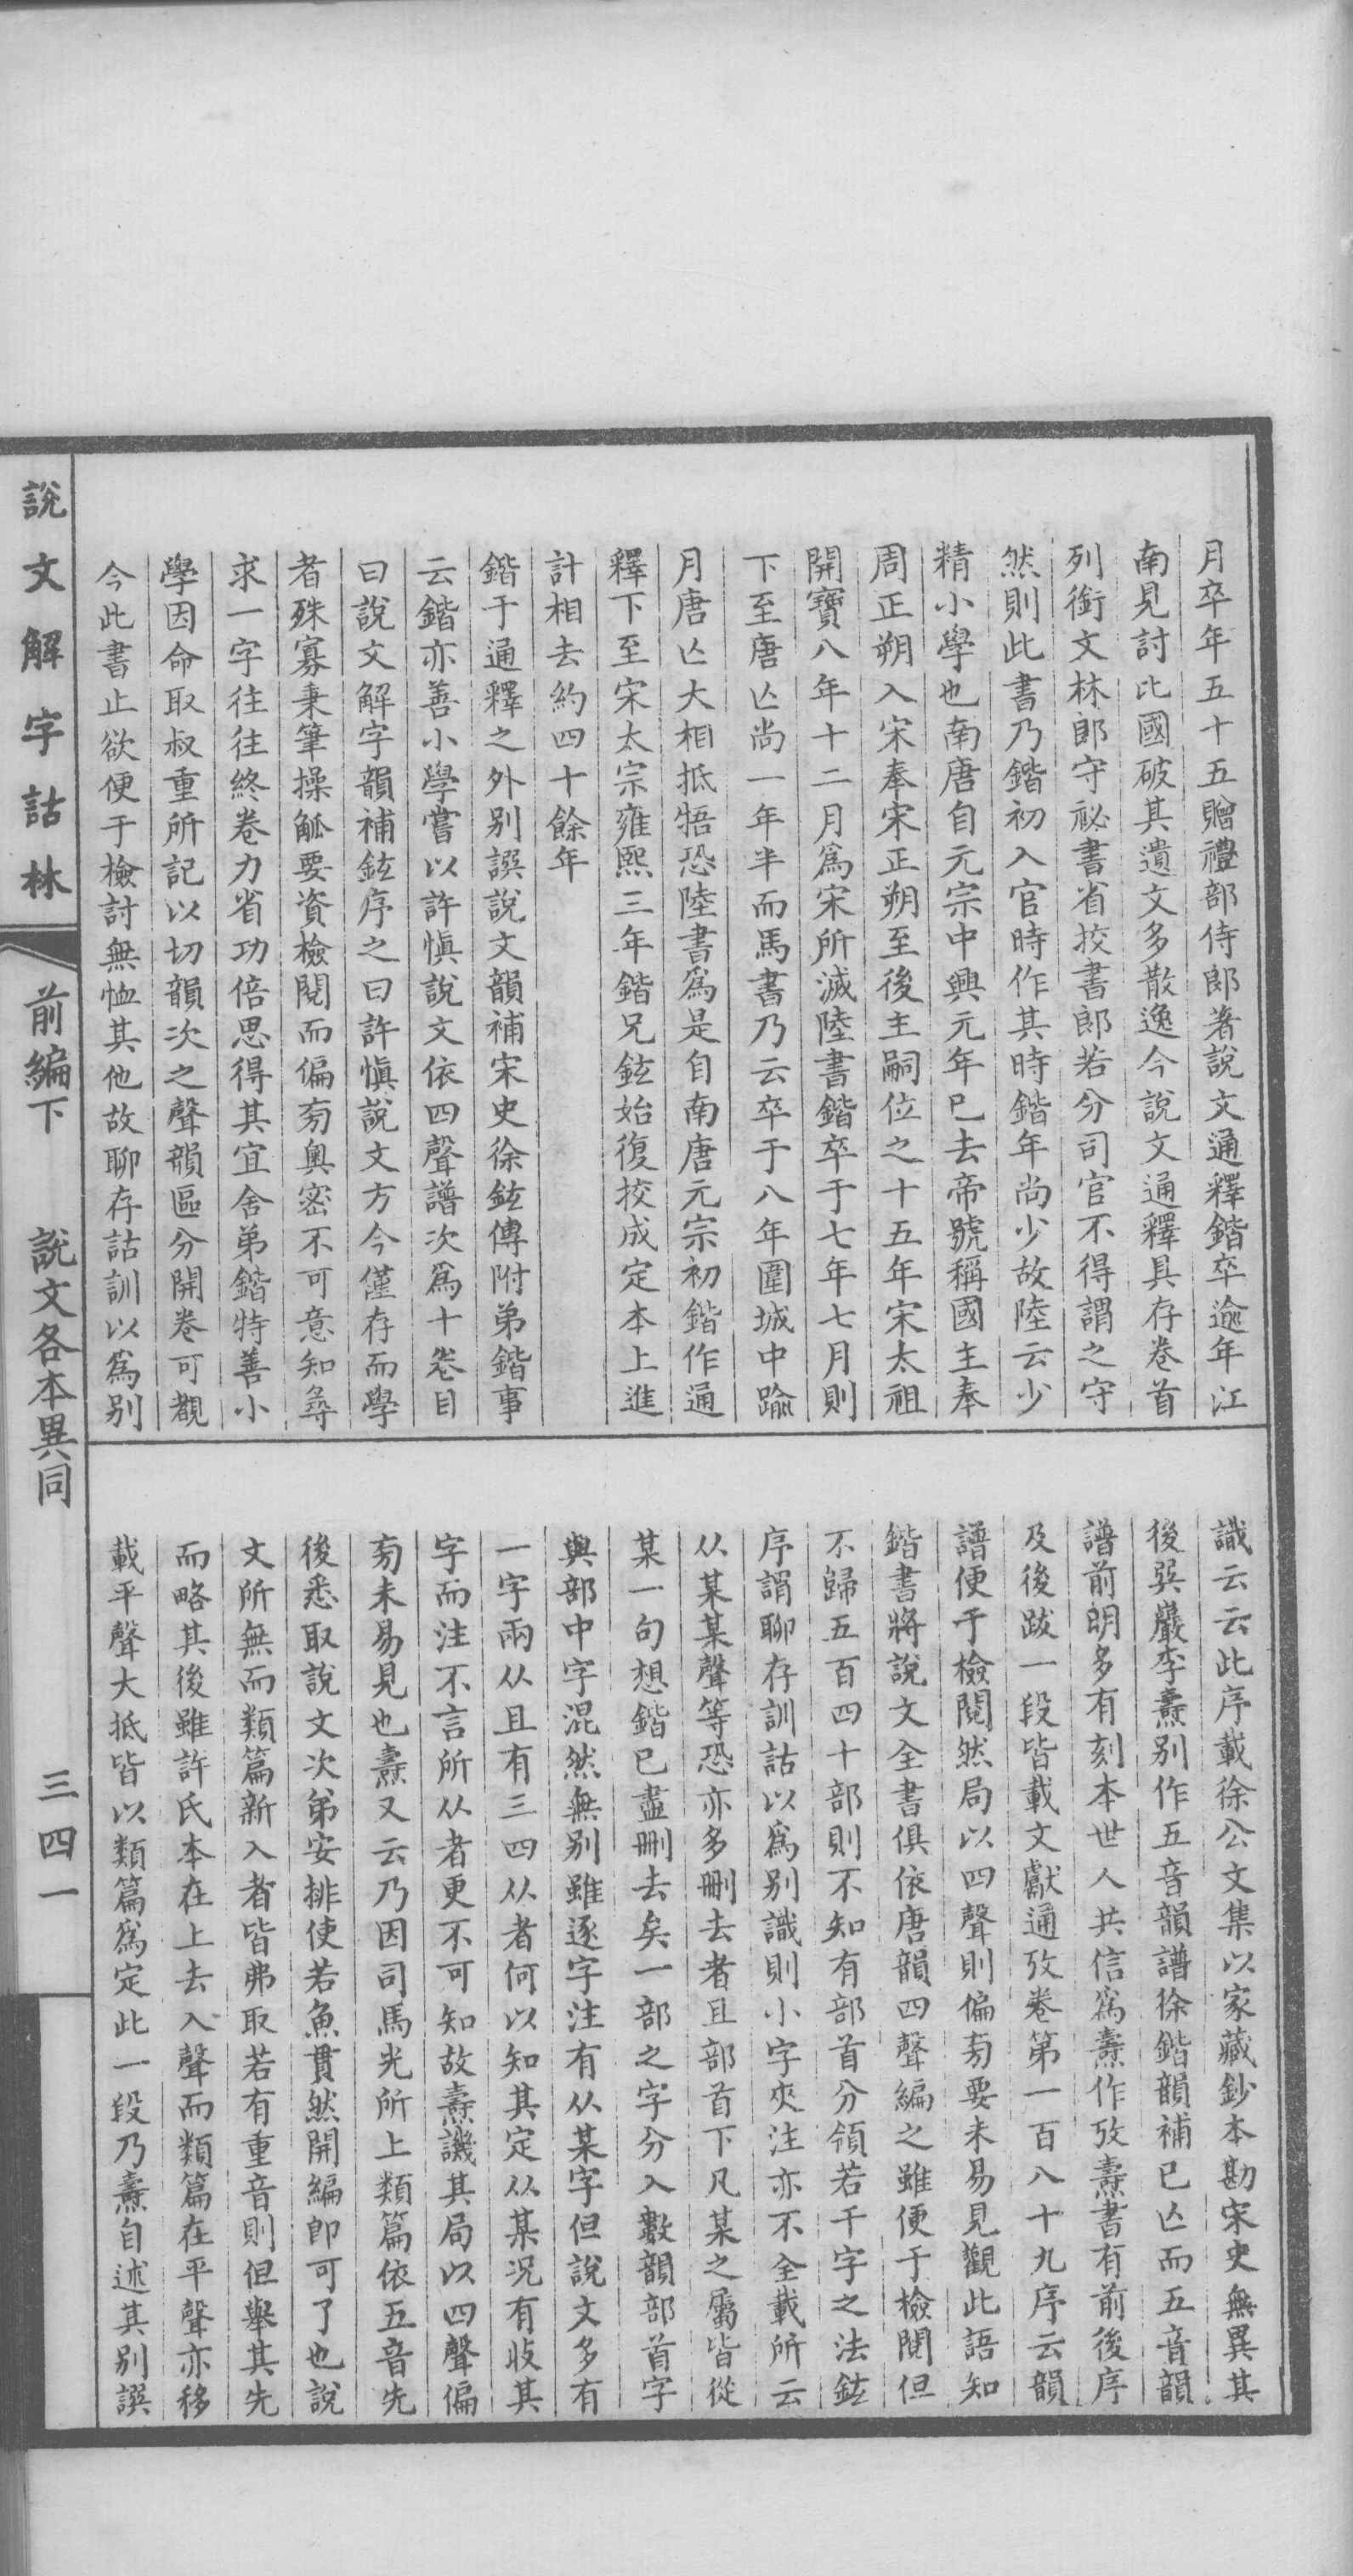 月卒年五十五贈禮部侍郎著說文通釋鍇卒逾年江
南見討比國破其遺文多散逸今說文通釋具存卷首
列銜文林郎守祕書省挍書郎若分司官不得謂之守
然則此書乃鍇初入官時作其時鍇年尚少故陸云少
精小學也南唐自元宗中興元年已去帝號稱國主奉
周正朔入宋奉宋正朔至後主嗣位之十五年宋太祖
開寶八年十二月爲宋所滅陸書鍇卒于七年七月則
下至唐亾尚一年半而馬書乃云卒于八年圍城中踰
月唐亾大相抵牾恐陸書爲是自南唐元宗初鍇作通
釋下至宋太宗雍熙三年鍇兄鉉始復挍成定本上進
計相去約四十餘年
鍇于通釋之外別譔說文韻補宋史徐鉉傳附弟鍇事
云鍇亦善小學嘗以許愼說文依四聲譜次爲十卷目
曰說文解字韻補鉉序之曰許愼說文方今僅存而學
者殊寡秉筆操觚要資檢閱而偏㫄奧密不可意知尋
求一字往往終卷力省功倍思得其宜舍弟鍇特善小
學因命取叔重所記以切韻次之聲韻區分開卷可覩
今此書止欲便于檢討無恤其他故聊存詁訓以爲別
識云云此序載徐公文集以家藏鈔本勘宋史無異其
後巽巖李燾別作五音韻譜徐鍇韻補已亾而五音韻
譜前明多有刻本世人共信爲燾作攷燾書有前後序
及後跋一段皆載文獻通攷卷第一百八十九序云韻
譜便于檢閱然局以四聲則偏㫄要未易見觀此語知
鍇書將說文全書俱依唐韻四聲編之雖便于檢閱但
不歸五百四十部則不知有部首分領若干字之法鉉
序謂聊存訓詁以爲別識則小字夾注亦不全載所云
从某某聲等恐亦多刪去者且部首下凡某之屬皆從
某一句想鍇已盡刪去矣一部之字分入數韻部首字
與部中字混然無別雖逐字注有从某字但說文多有
一字兩从且有三四从者何以知其定从某况有收其
字而注不言所从者更不可知故燾譏其局以四聲偏
㫄未易見也燾又云乃因司馬光所上類篇依五音先
後悉取說文次弟安排使若魚貫然開編卽可了也說
文所無而類篇新入者皆弗取若有重音則但舉其先
而略其後雖許氏本在上去入聲而類篇在平聲亦移
載平聲大抵皆以類篇爲定此一段乃燾自述其別譔
說文解字詁林
前編下
說文各本異同
三四一